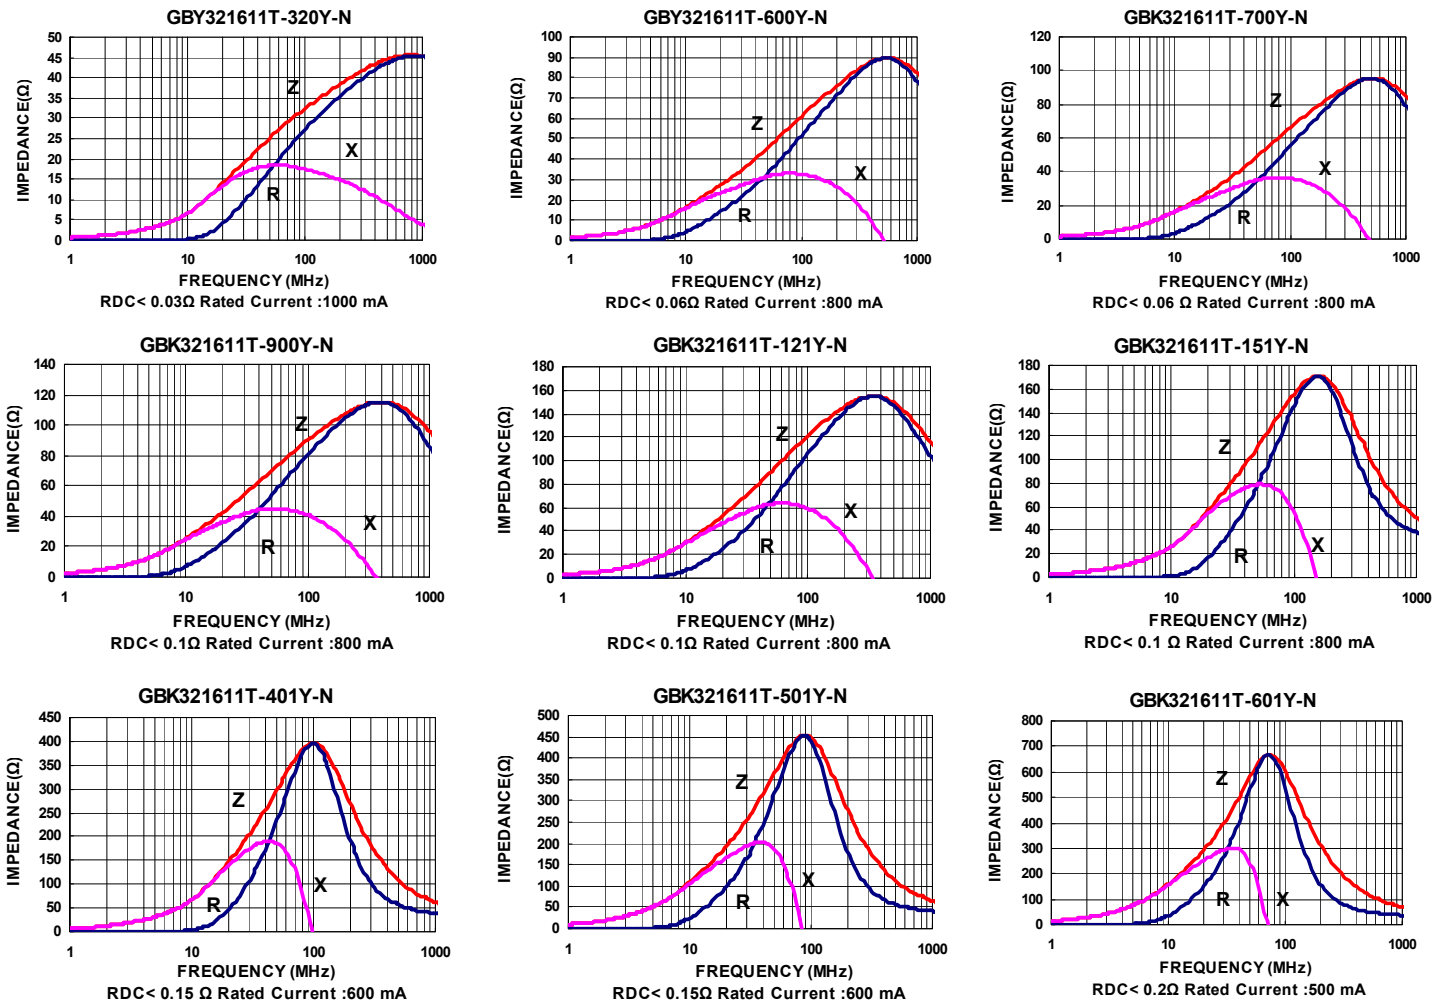 GBY321611T-320Y-N
IMPEDANCE(Ω)
50
45
40
35
30
25
20
15
10
5
0
Z
X
R
1 10 100 1000
FREQUENCY (MHz)
RDC< 0.03Ω Rated Current :1000 mA
GBY321611T-600Y-N
IMPEDANCE(Ω)
100
90
80
70
60
50
40
30
20
10
0
Z
X
R
1 10 100 1000
FREQUENCY (MHz)
RDC< 0.06Ω Rated Current :800 mA
GBK321611T-700Y-N
IMPEDANCE(Ω)
120
100
80
60
40
20
0
Z
X
R
1 10 100 1000
FREQUENCY (MHz)
RDC< 0.06 Ω Rated Current :800 mA
GBK321611T-900Y-N
IMPEDANCE(Ω)
140
120
100
80
60
40
20
0
Z
X
R
1 10 100 1000
FREQUENCY (MHz)
RDC< 0.1Ω Rated Current :800 mA
GBK321611T-121Y-N
IMPEDANCE(Ω)
180
160
140
120
100
80
60
40
20
0
Z
X
R
1 10 100 1000
FREQUENCY (MHz)
RDC< 0.1Ω Rated Current :800 mA
GBK321611T-151Y-N
IMPEDANCE(Ω)
180
160
140
120
100
80
60
40
20
0
Z
X
R
1 10 100 1000
FREQUENCY (MHz)
RDC< 0.1 Ω Rated Current :800 mA
GBK321611T-401Y-N
IMPEDANCE(Ω)
450
400
350
300
250
200
150
100
50
0
Z
X
R
1 10 100 1000
FREQUENCY (MHz)
RDC< 0.15 Ω Rated Current :600 mA
GBK321611T-501Y-N
IMPEDANCE(Ω)
500
450
400
350
300
250
200
150
100
50
0
Z
X
R
1 10 100 1000
FREQUENCY (MHz)
RDC< 0.15Ω Rated Current :600 mA
GBK321611T-601Y-N
IMPEDANCE(Ω)
800
700
600
500
400
300
200
100
0
Z
R X
1 10 100 1000
FREQUENCY (MHz)
RDC< 0.2Ω Rated Current :500 mA